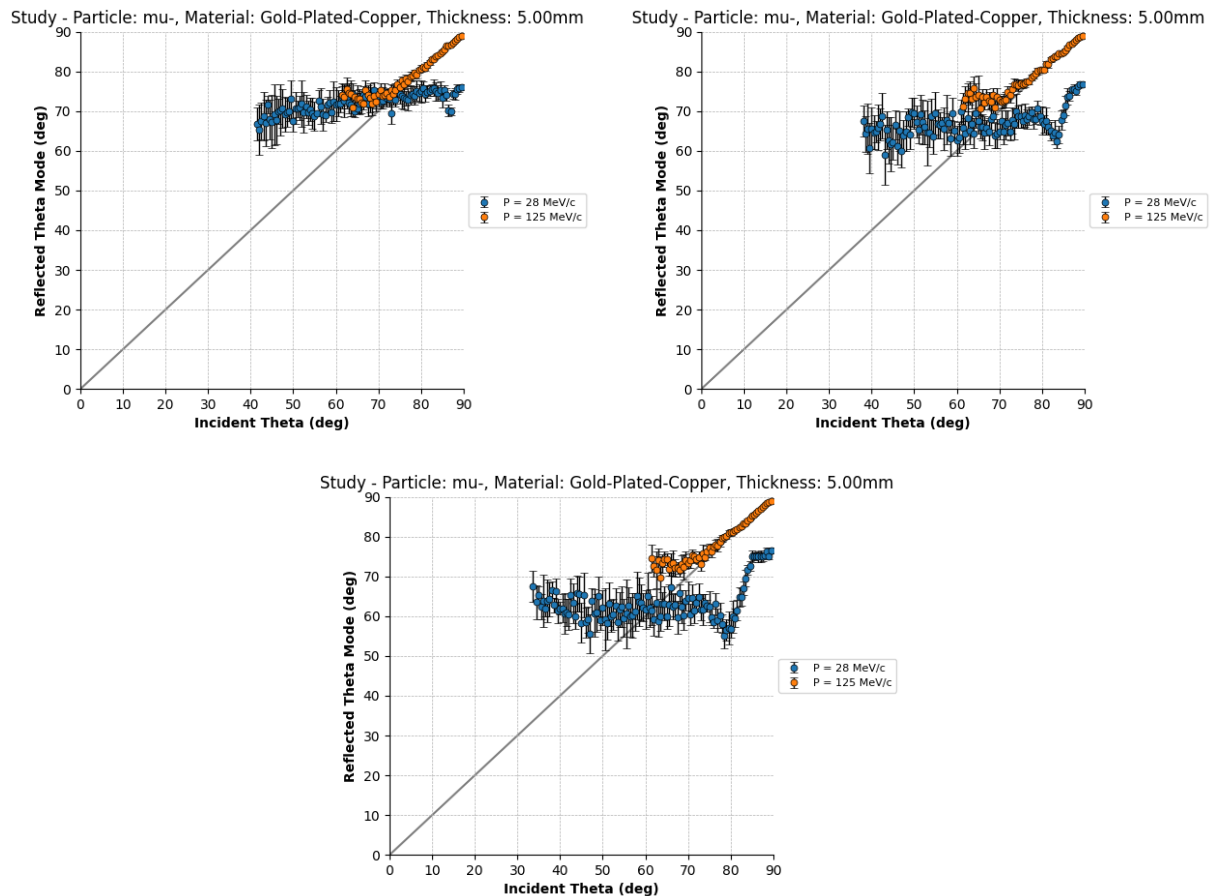 Study - Particle: mu-, Material: Gold-Plated-Copper, Thickness: 5.00mm
90
80
70
60
50
40
30
20
10
0
Reflected Theta Mode (deg)
P = 28 MeV/c
P = 125 MeV/c
0 10 20 30 40 50 60 70 80 90
Incident Theta (deg)
Study - Particle: mu-, Material: Gold-Plated-Copper, Thickness: 5.00mm
90
80
70
60
50
40
30
20
10
0
Reflected Theta Mode (deg)
P = 28 MeV/c
P = 125 MeV/c
0 10 20 30 40 50 60 70 80 90
Incident Theta (deg)
Study - Particle: mu-, Material: Gold-Plated-Copper, Thickness: 5.00mm
90
80
70
60
50
40
30
20
10
0
Reflected Theta Mode (deg)
P = 28 MeV/c
P = 125 MeV/c
0 10 20 30 40 50 60 70 80 90
Incident Theta (deg)